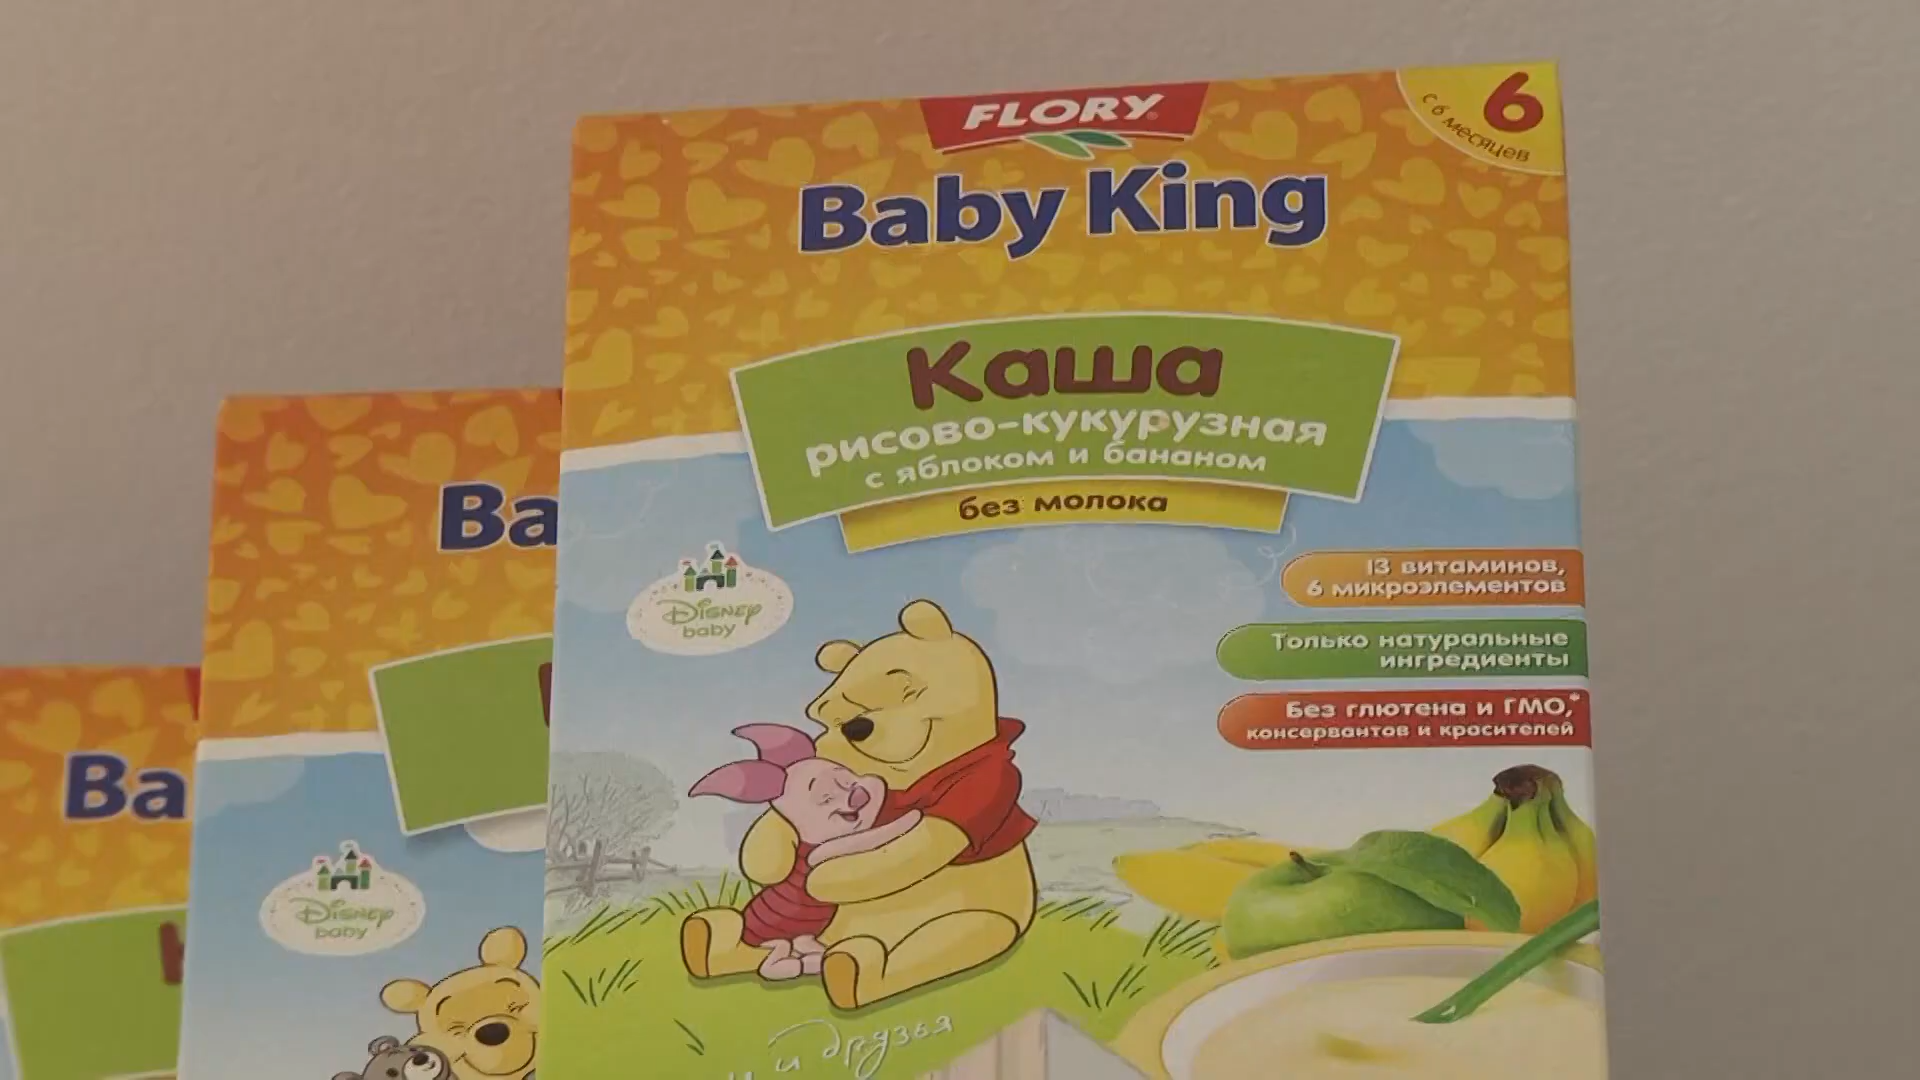 FLORY
6
с 6 месяцев
Baby King
Каша
рисово-кукурузная
с яблоком и бананом
без молока
Disney
baby
13 витаминов,
6 микроэлементов
Только натуральные
ингредиенты
Без глютена и ГМО,*
консервантов и красителей
и друзья
Ba
Disney
baby
Ba